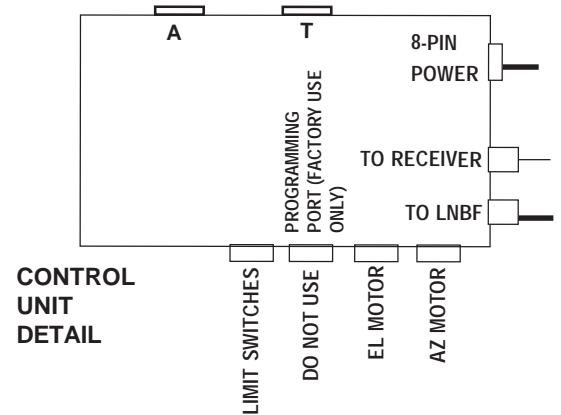 A
T
8-PIN
POWER
PROGRAMMING
PORT (FACTORY USE
ONLY)
TO RECEIVER
TO LNBF
CONTROL
UNIT
DETAIL
LIMIT SWITCHES
DO NOT USE
EL MOTOR
AZ MOTOR